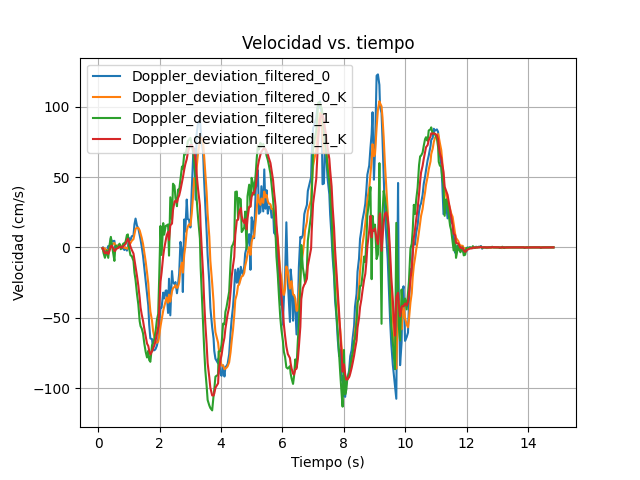 Velocidad vs. tiempo
Doppler_deviation_filtered_0
Doppler_deviation_filtered_0_K
Doppler_deviation_filtered_1
Doppler_deviation_filtered_1_K
100
50
0
−50
−100
Velocidad (cm/s)
0 2 4 6 8 10 12 14
Tiempo (s)